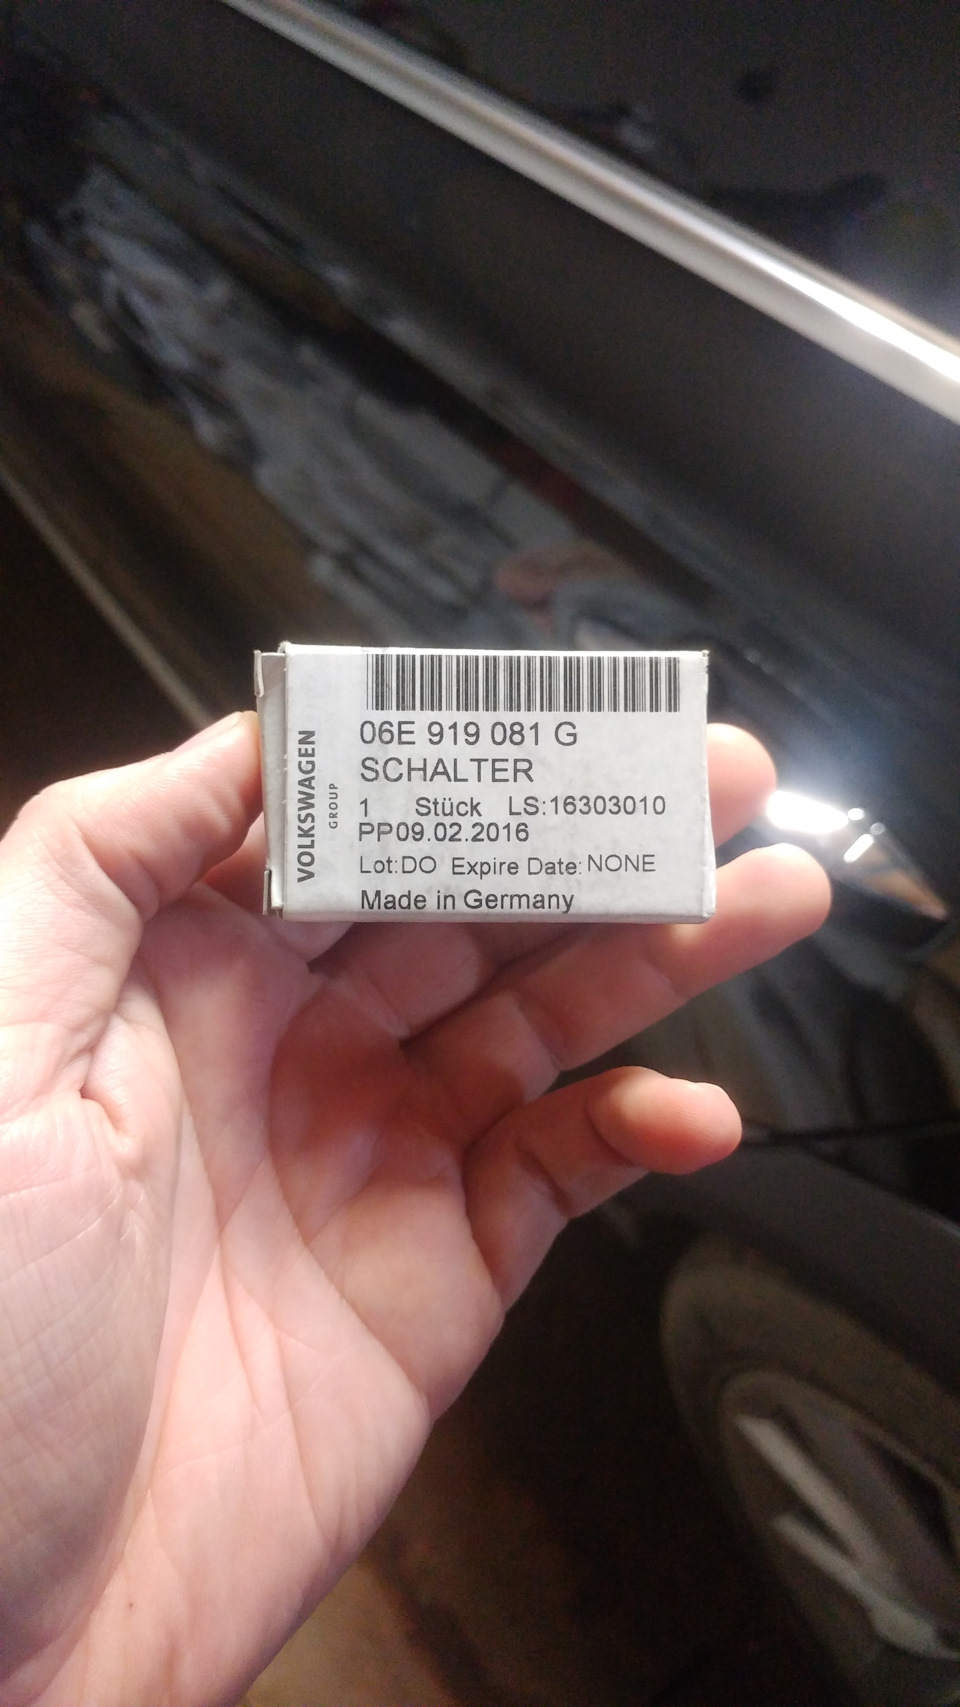 VOLKSWAGEN
GROUP
06E 919 081 G
SCHALTER
1 Stück LS:16303010
PP09.02.2016
Lot:DO Expire Date:NONE
Made in Germany